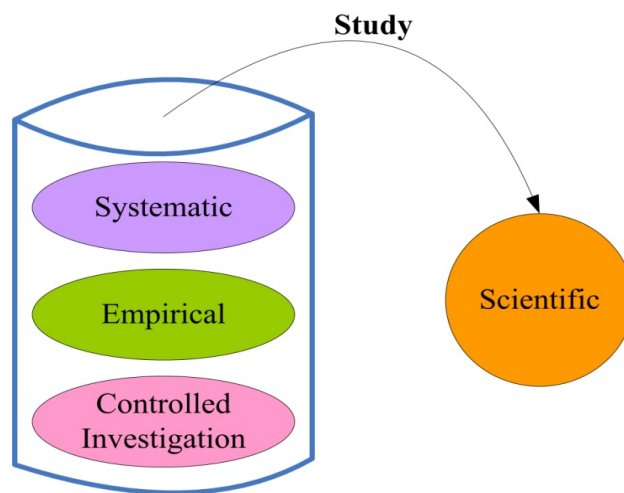 Study
Systematic
Empirical
Controlled
Investigation
Scientific